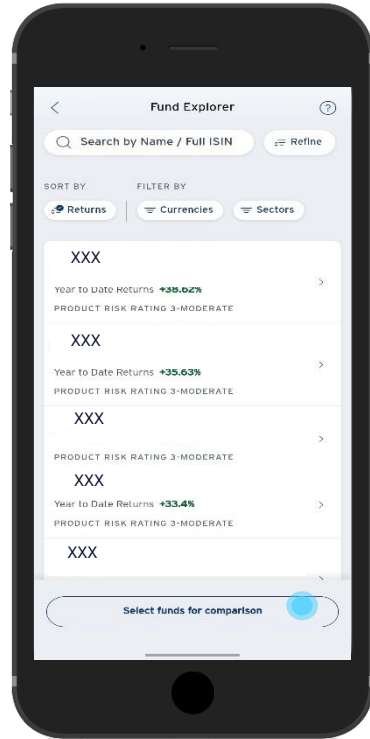 Fund Explorer
?
Search by Name / Full ISIN
Refine
SORT BY FILTER BY
Returns Currencies Sectors
XXX
Year to Date Returns +38.62%
PRODUCT RISK RATING 3-MODERATE
XXX
Year to Date Returns +35.63%
PRODUCT RISK RATING 3-MODERATE
XXX
PRODUCT RISK RATING 3-MODERATE
XXX
Year to Date Returns +33.4%
PRODUCT RISK RATING 3-MODERATE
XXX
Select funds for comparison